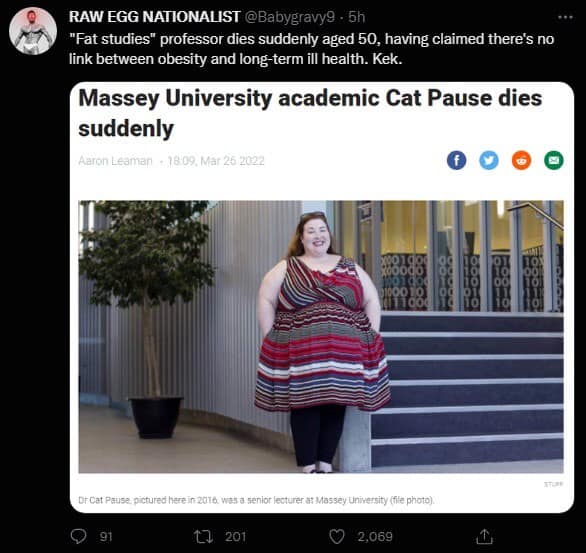 RAW EGG NATIONALIST @Babygravy9 · 5h
"Fat studies" professor dies suddenly aged 50, having claimed there's no
link between obesity and long-term ill health. Kek.
Massey University academic Cat Pause dies
suddenly
Aaron Leaman · 18:09, Mar 26 2022
STUFF
Dr Cat Pause, pictured here in 2016, was a senior lecturer at Massey University (file photo).
91 201 2,069